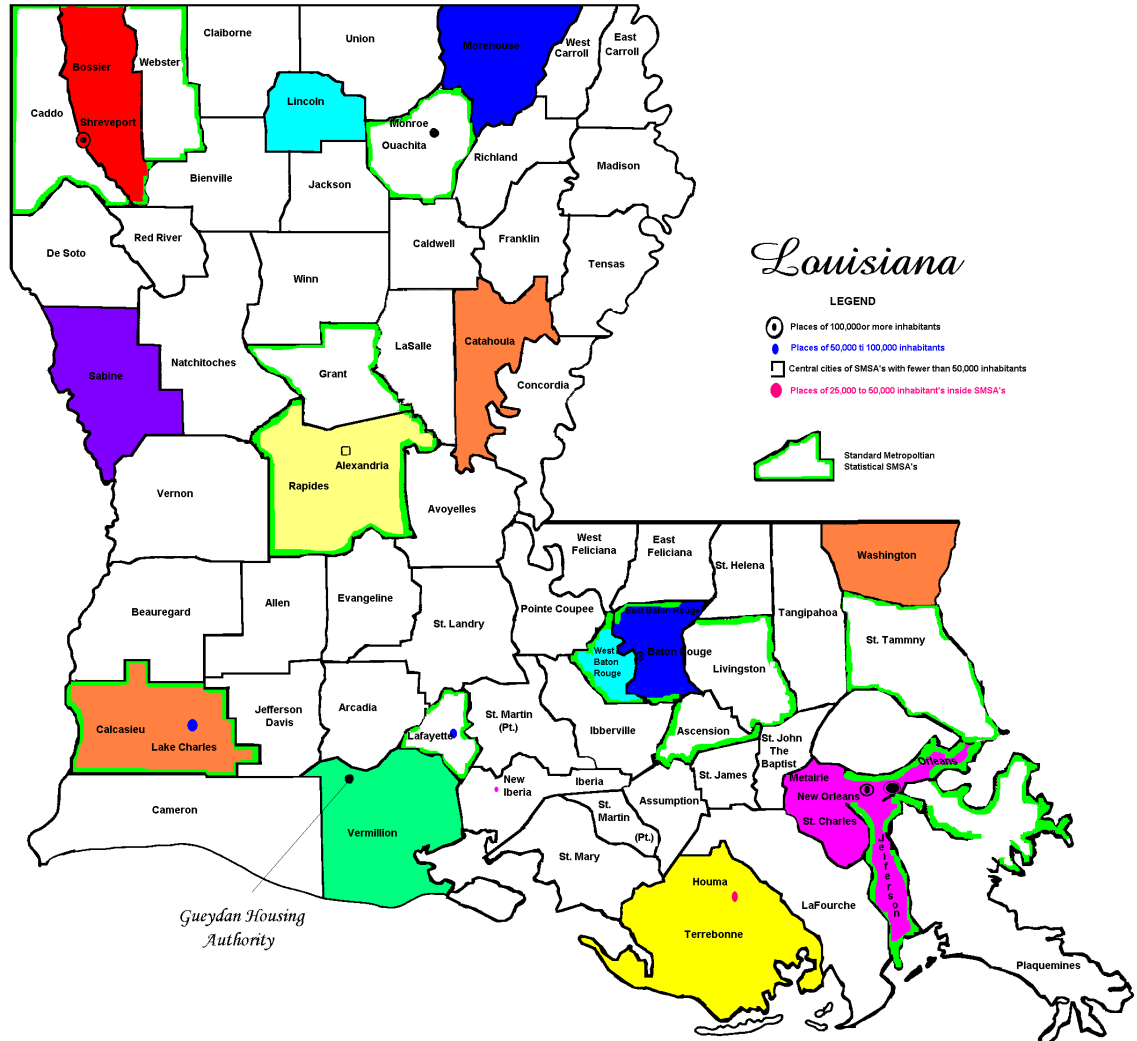 Claiborne
Union
Morehouse
West
Carroll
East
Carroll
Bossier
Webster
Lincoln
Caddo
Shreveport
Monroe
Ouachita
Richland
Madison
Bienville
Jackson
De Soto
Red River
Caldwell
Franklin
Tensas
Winn
Louisiana
LEGEND
Places of 100,000or more inhabitants
Places of 50,000 ti 100,000 inhabitants
Central cities of SMSA's with fewer than 50,000 inhabitants
Places of 25,000 to 50,000 inhabitant's inside SMSA's
Standard Metropoltian
Statistical SMSA's
Sabine
Natchitoches
Grant
LaSalle
Catahoula
Concordia
Alexandria
Rapides
Vernon
Avoyelles
West
Feliciana
East
Feliciana
St. Helena
Washington
Beauregard
Allen
Evangeline
St. Landry
Pointe Coupee
East Baton Rouge
Tangipahoa
St. Tammny
West
Baton
Rouge
Baton Rouge
Livingston
Calcasieu
Lake Charles
Jefferson
Davis
Arcadia
Lafayette
St. Martin
(Pt.)
Ibberville
Ascension
St. John
The
Baptist
Orleans
Cameron
Vermillion
New
Iberia
Iberia
St.
Martin
(Pt.)
Assumption
St. James
Metairie
New Orleans
St. Charles
Jefferson
St. Mary
Houma
Terrebonne
LaFourche
Plaquemines
Gueydan Housing
Authority